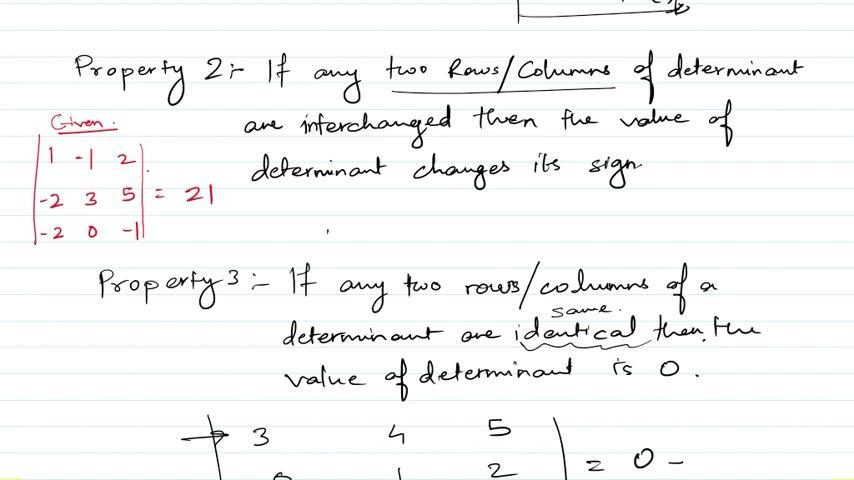 Property 2:- If any two Rows/Columns of determinant
are interchanged then the value of
determinant changes its sign
Given.
1 -1 2
-2 3 5 = 21
-2 0 -1
Property 3:- If any two rows/columns of a
same.
determinant are identical then the
value of determinant is 0.
3 4 5
1 2 = 0 -